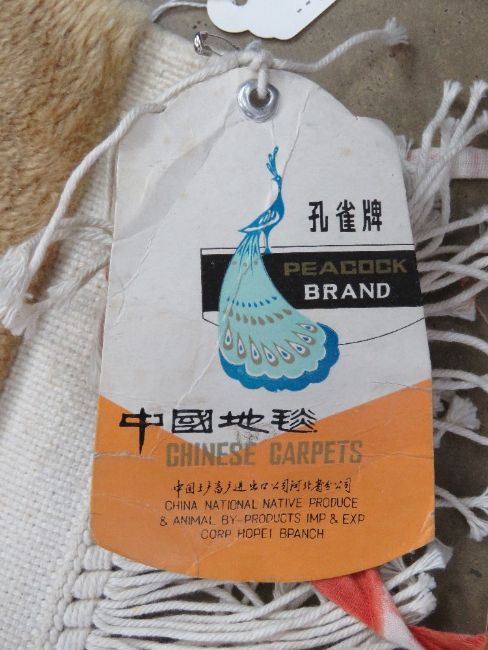 孔雀牌
PEACOCK
BRAND
中國地毯
CHINESE CARPETS
中国土产畜产进出口公司河北省分公司
CHINA NATIONAL NATIVE PRODUCE
& ANIMAL BY-PRODUCTS IMP & EXP
CORP HOPEI BPANCH